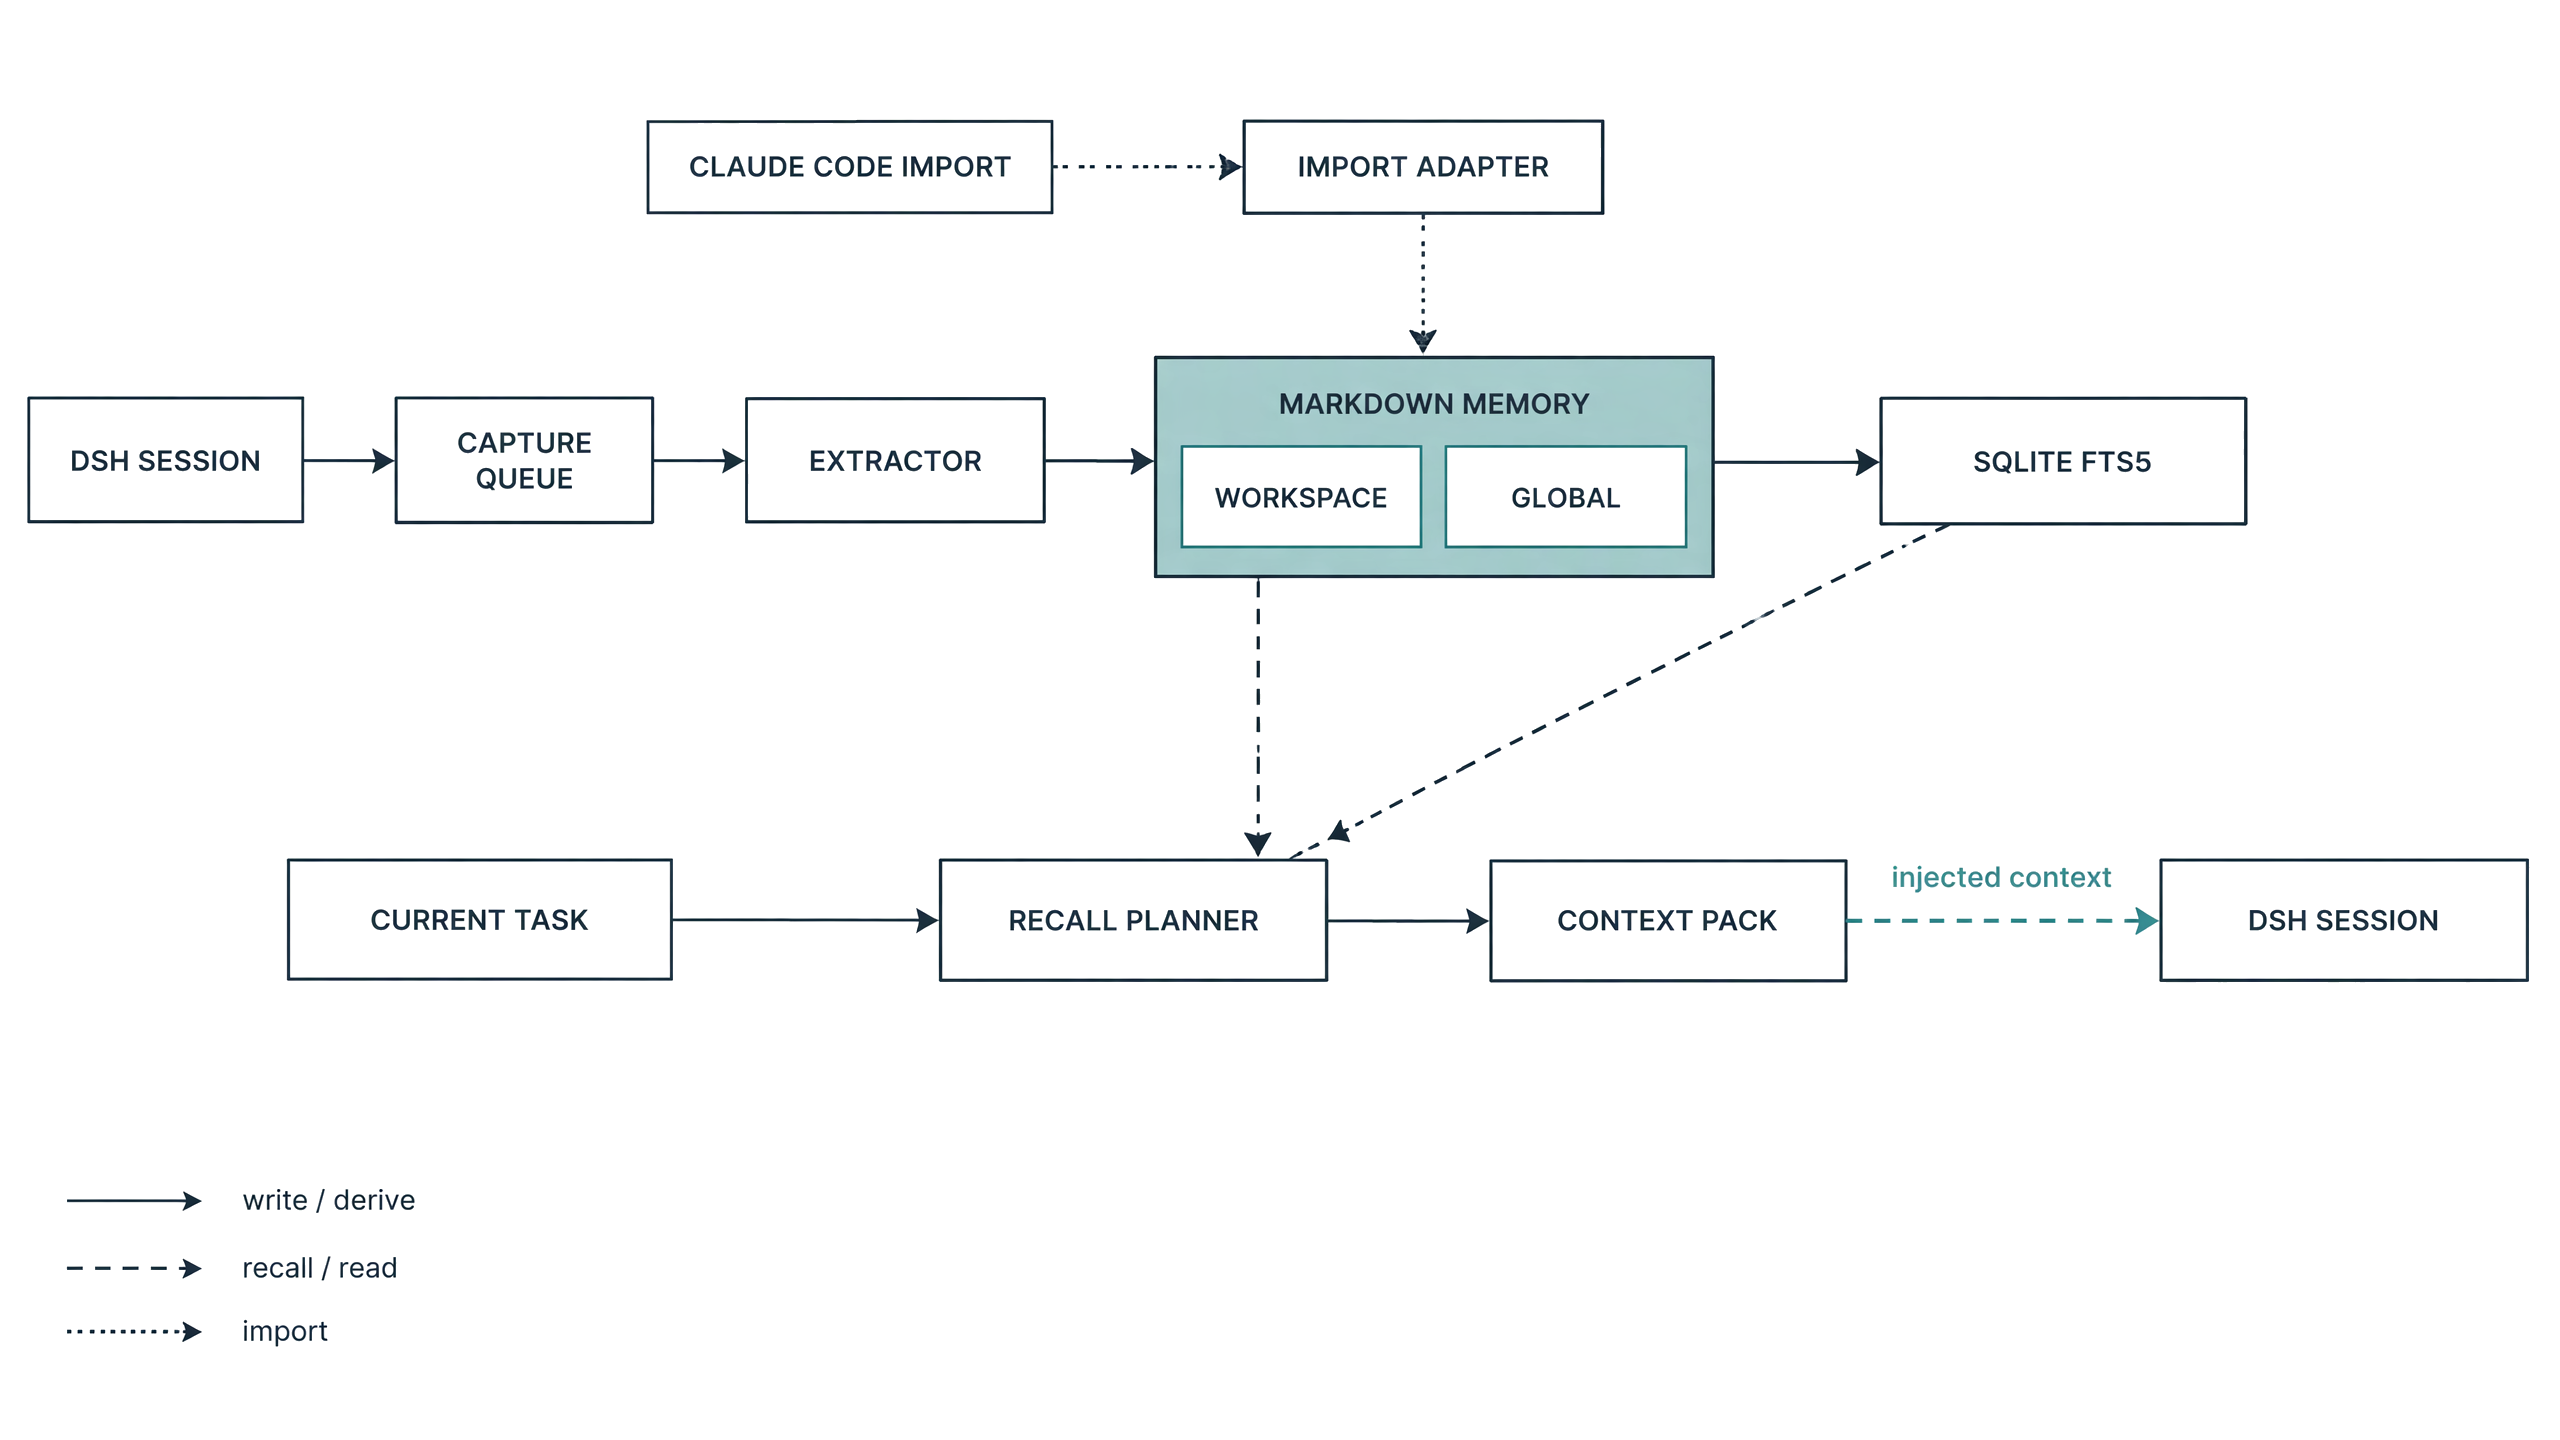 CLAUDE CODE IMPORT
IMPORT ADAPTER
DSH SESSION
CAPTURE
QUEUE
EXTRACTOR
MARKDOWN MEMORY
WORKSPACE
GLOBAL
SQLITE FTS5
CURRENT TASK
RECALL PLANNER
CONTEXT PACK
injected context
DSH SESSION
write / derive
recall / read
import